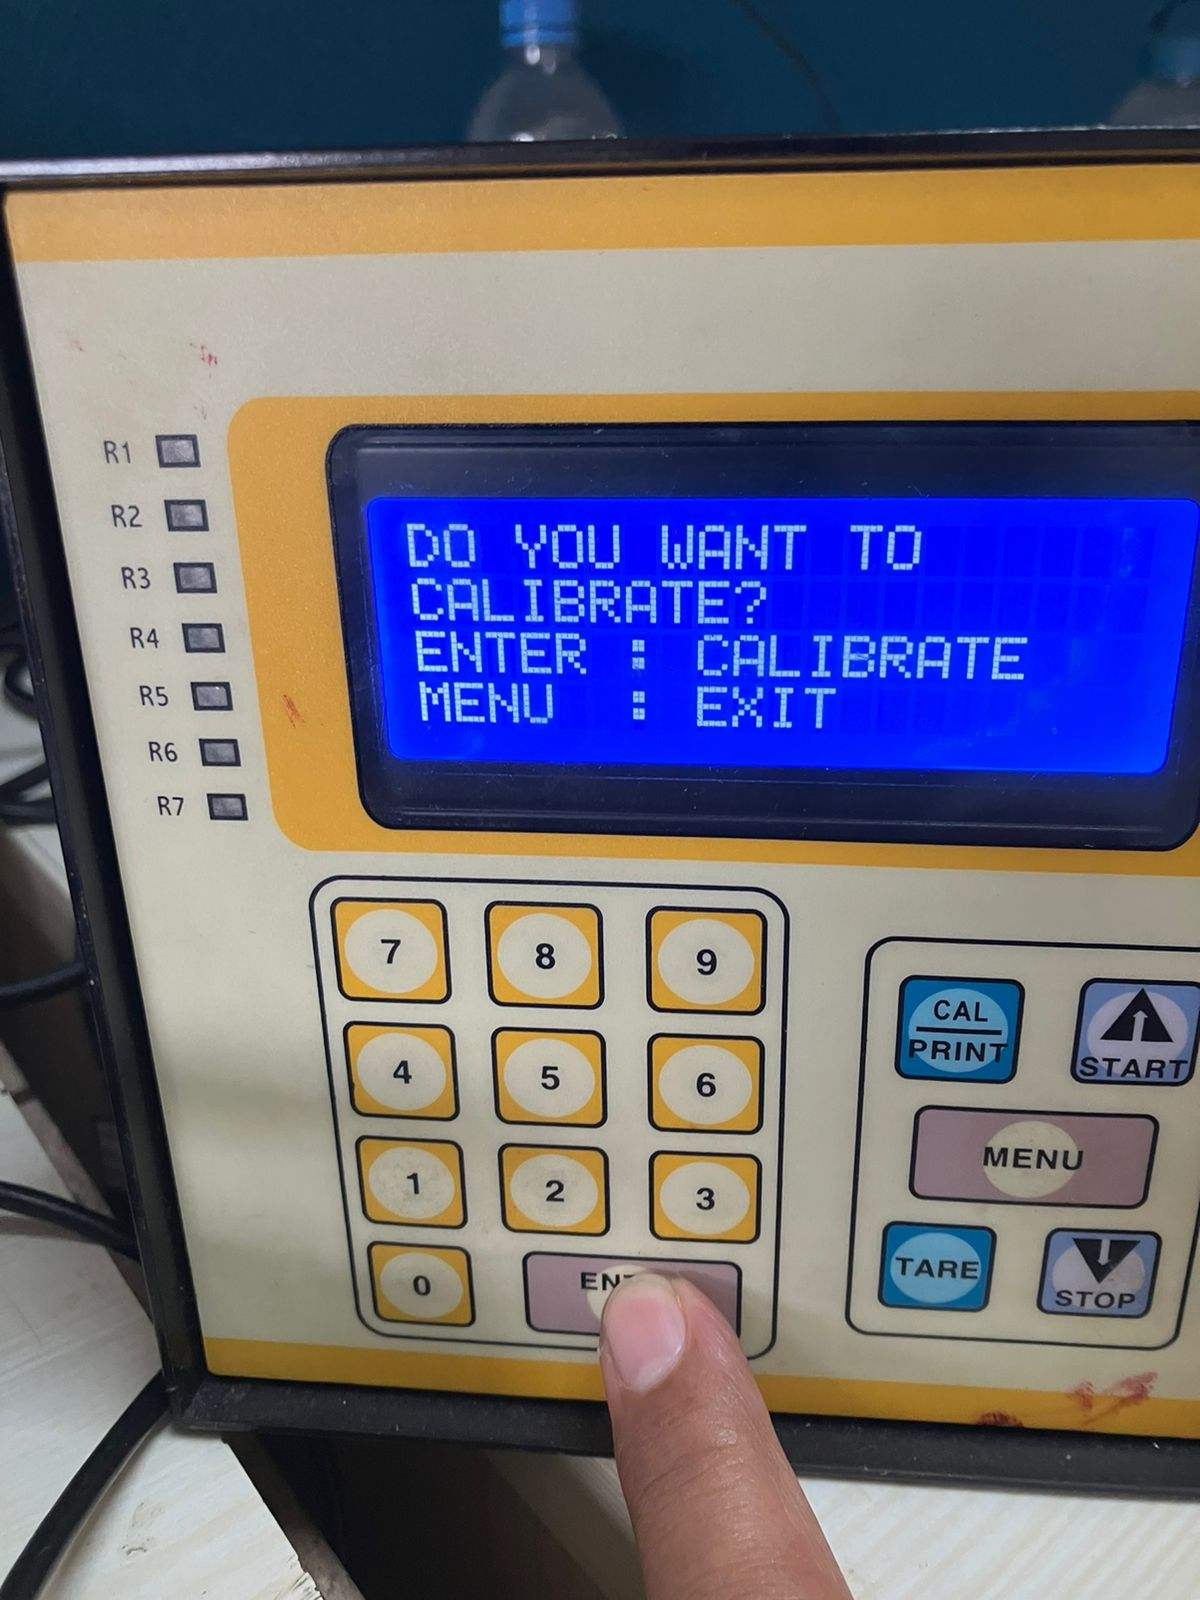 R1
R2
R3
R4
R5
R6
R7
DO YOU WANT TO
CALIBRATE?
ENTER : CALIBRATE
MENU : EXIT
7 8 9
4 5 6
1 2 3
0
CAL
PRINT
START
MENU
TARE
STOP